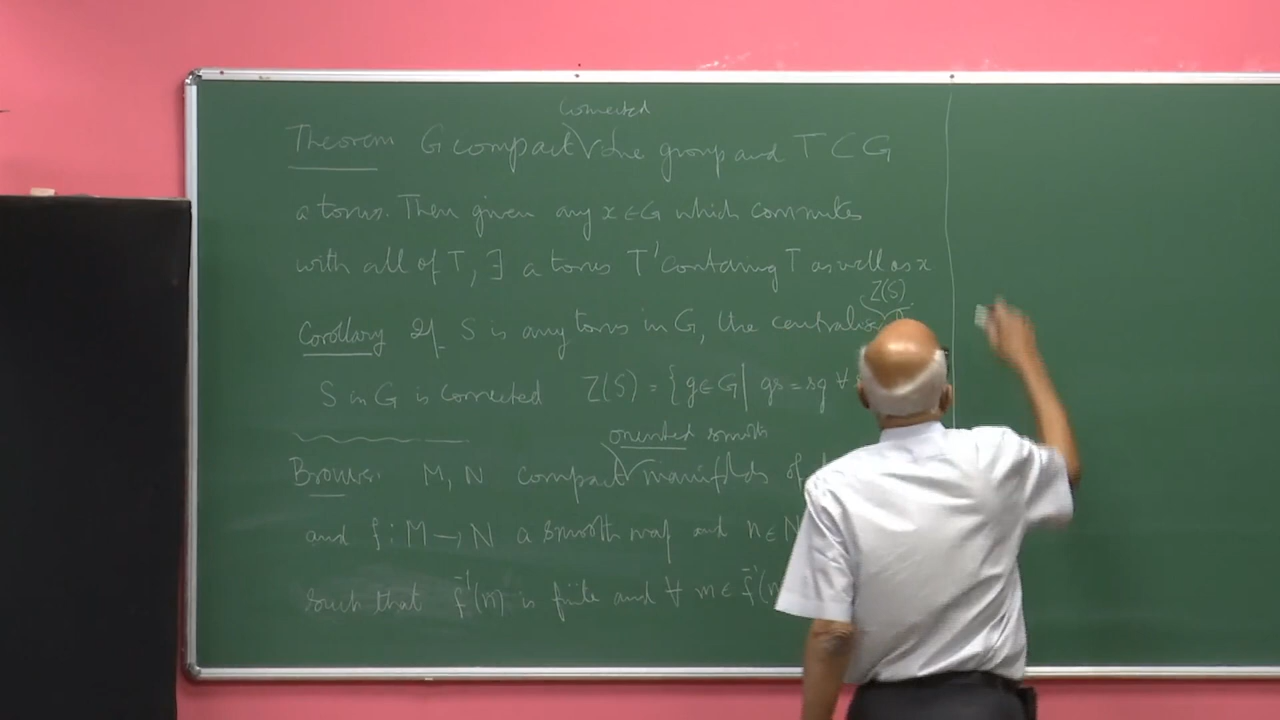 Theorem G compact connected Lie group and T ⊂ G
a torus. Then given any x ∈ G which commutes
with all of T, ∃ a torus T' containing T as well as x
Corollary If S is any torus in G, the Z(S)
S in G is connected Z(S) = {g ∈ G | gs = sg ∀
M, N compact oriented smooth manifolds of
and f : M → N a smooth map and n ∈ N
such that f⁻¹(n) is finite and ∀ m ∈ f⁻¹(n